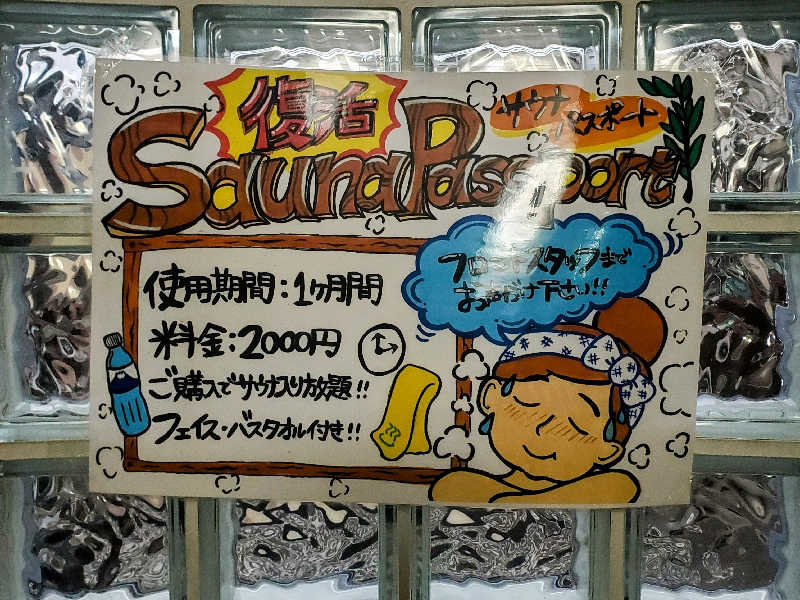 復活
サウナ
パスポート
Sauna Passport
フロントスタッフまで
お声がけ下さい!!
使用期間:1ヶ月間
料金:2000円
ご購入でサウナ入り放題!!
フェイス・バスタオル付き!!